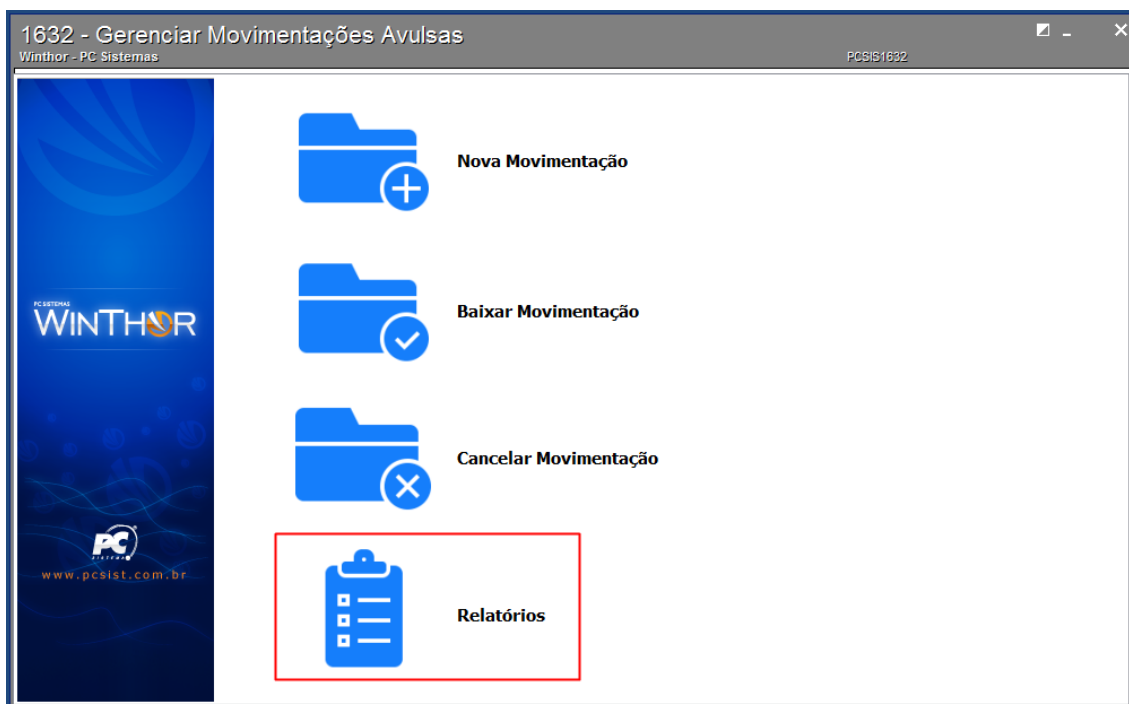 1632 - Gerenciar Movimentações Avulsas
Winthor - PC Sistemas
PCSIS1632
Nova Movimentação
Baixar Movimentação
PC SISTEMAS
WINTHOR
Cancelar Movimentação
PC
SISTEMAS
www.pcsist.com.br
Relatórios